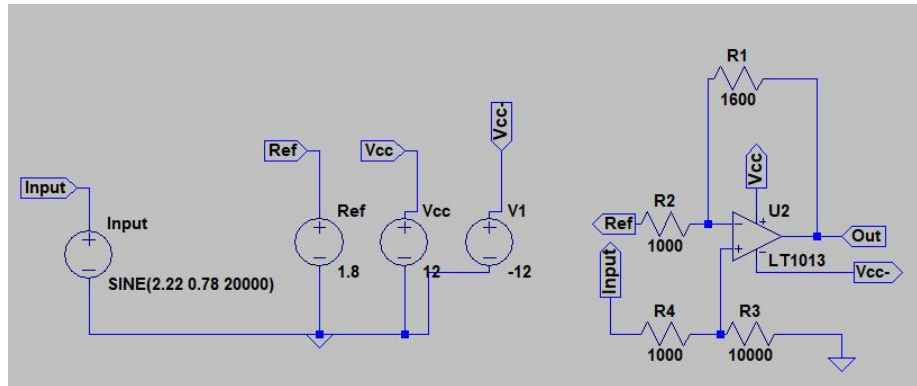 Input
Input
SINE(2.22 0.78 20000)
Ref
Ref
1.8
Vcc
Vcc
12
Vcc-
V1
-12
R1
1600
Vcc
U2
R2
Ref
1000
Out
LT1013
Vcc-
Input
R4
1000
R3
10000